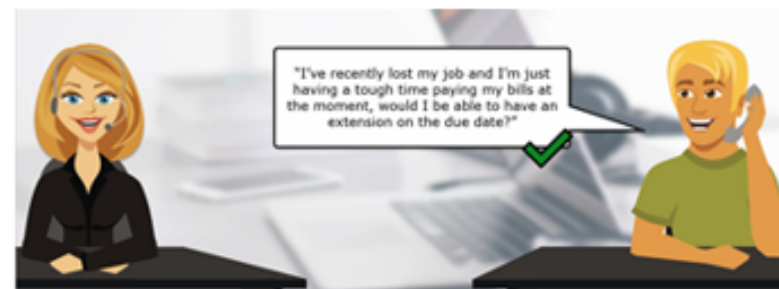 "I've recently lost my job and I'm just
having a tough time paying my bills at
the moment, would I be able to have an
extension on the due date?"